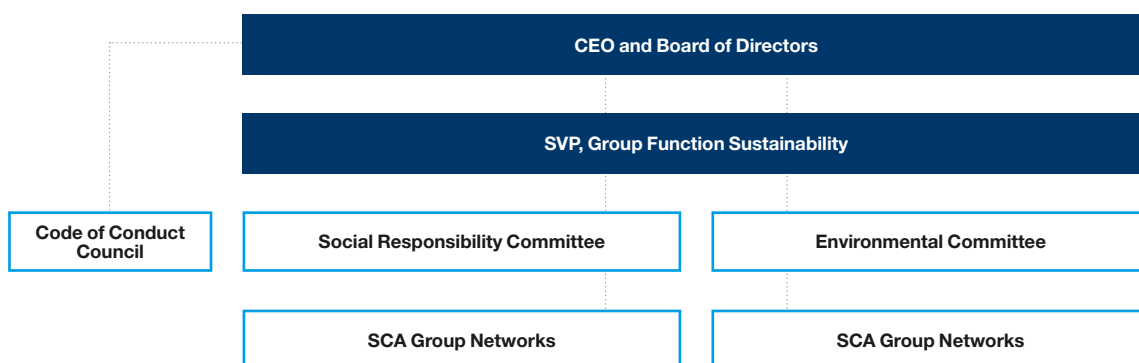 CEO and Board of Directors
SVP, Group Function Sustainability
Code of Conduct
Council
Social Responsibility Committee
Environmental Committee
SCA Group Networks
SCA Group Networks